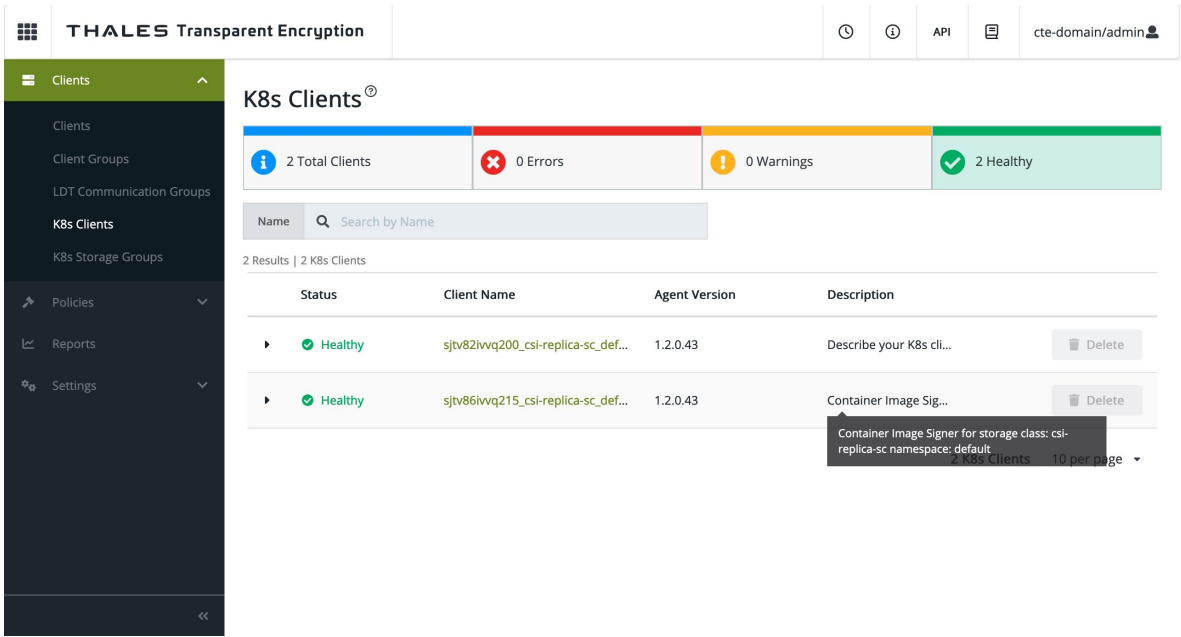 THALES Transparent Encryption
API
cte-domain/admin
Clients
Clients
Client Groups
LDT Communication Groups
K8s Clients
K8s Storage Groups
Policies
Reports
Settings
K8s Clients
2 Total Clients
0 Errors
0 Warnings
2 Healthy
Name
Search by Name
2 Results | 2 K8s Clients
Status Client Name Agent Version Description
Healthy sjtv82ivvq200_csi-replica-sc_def... 1.2.0.43 Describe your K8s cli... Delete
Healthy sjtv86ivvq215_csi-replica-sc_def... 1.2.0.43 Container Image Sig... Delete
Container Image Signer for storage class: csi-
replica-sc namespace: default
2 K8s Clients 10 per page